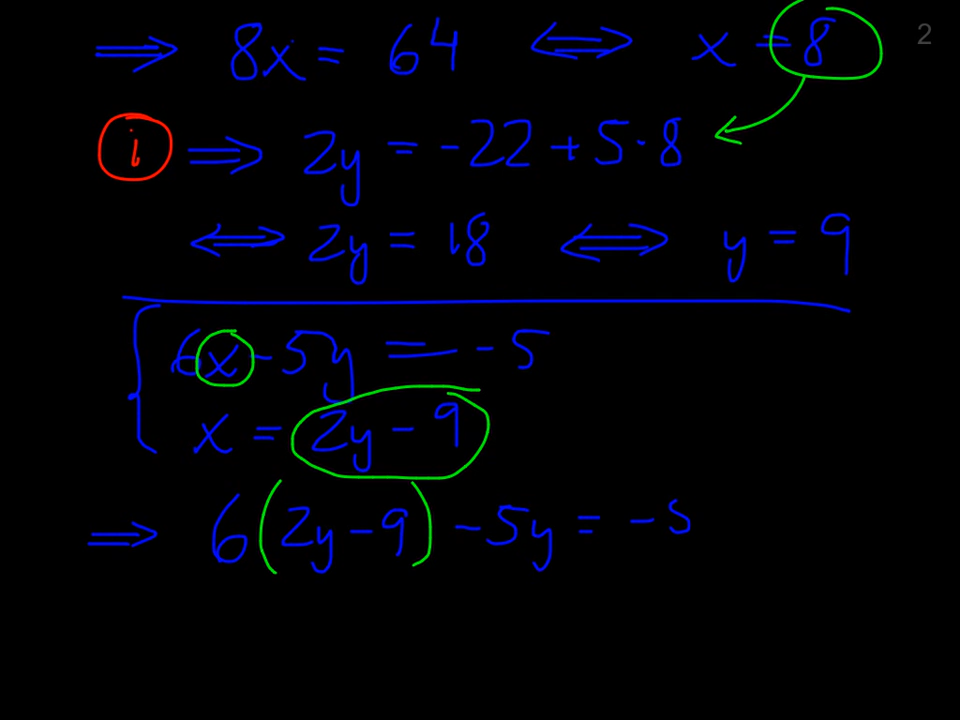 ⟹ 8x = 64 ⟺ x = 8
2
i ⟹ 2y = -22 + 5·8
⟺ 2y = 18 ⟺ y = 9
6x - 5y = -5
x = 2y - 9
⟹ 6(2y - 9) - 5y = -5